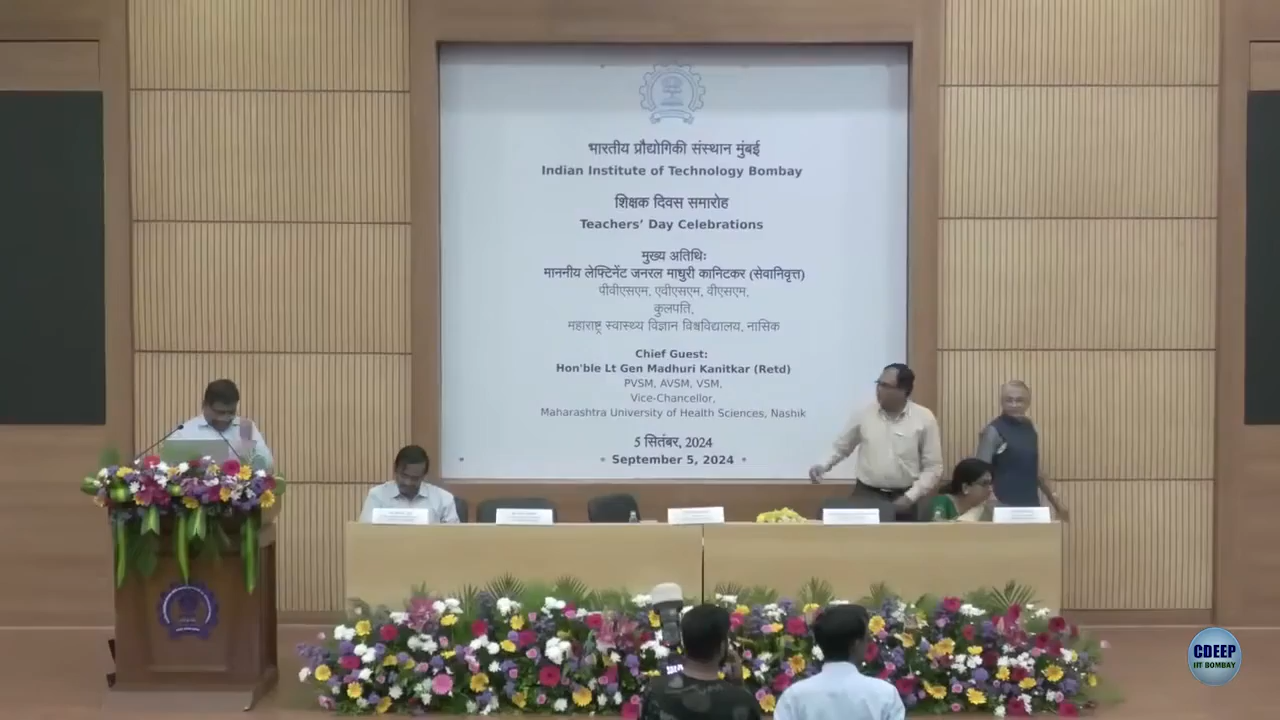 भारतीय प्रौद्योगिकी संस्थान मुंबई
Indian Institute of Technology Bombay
शिक्षक दिवस समारोह
Teachers’ Day Celebrations
मुख्य अतिथिः
माननीय लेफ्टिनेंट जनरल माधुरी कानिटकर (सेवानिवृत्त)
पीवीएसएम, एवीएसएम, वीएसएम,
कुलपति,
महाराष्ट्र स्वास्थ्य विज्ञान विश्वविद्यालय, नासिक
Chief Guest:
Hon'ble Lt Gen Madhuri Kanitkar (Retd)
PVSM, AVSM, VSM,
Vice-Chancellor,
Maharashtra University of Health Sciences, Nashik
5 सितंबर, 2024
• September 5, 2024 •
CDEEP
IIT BOMBAY